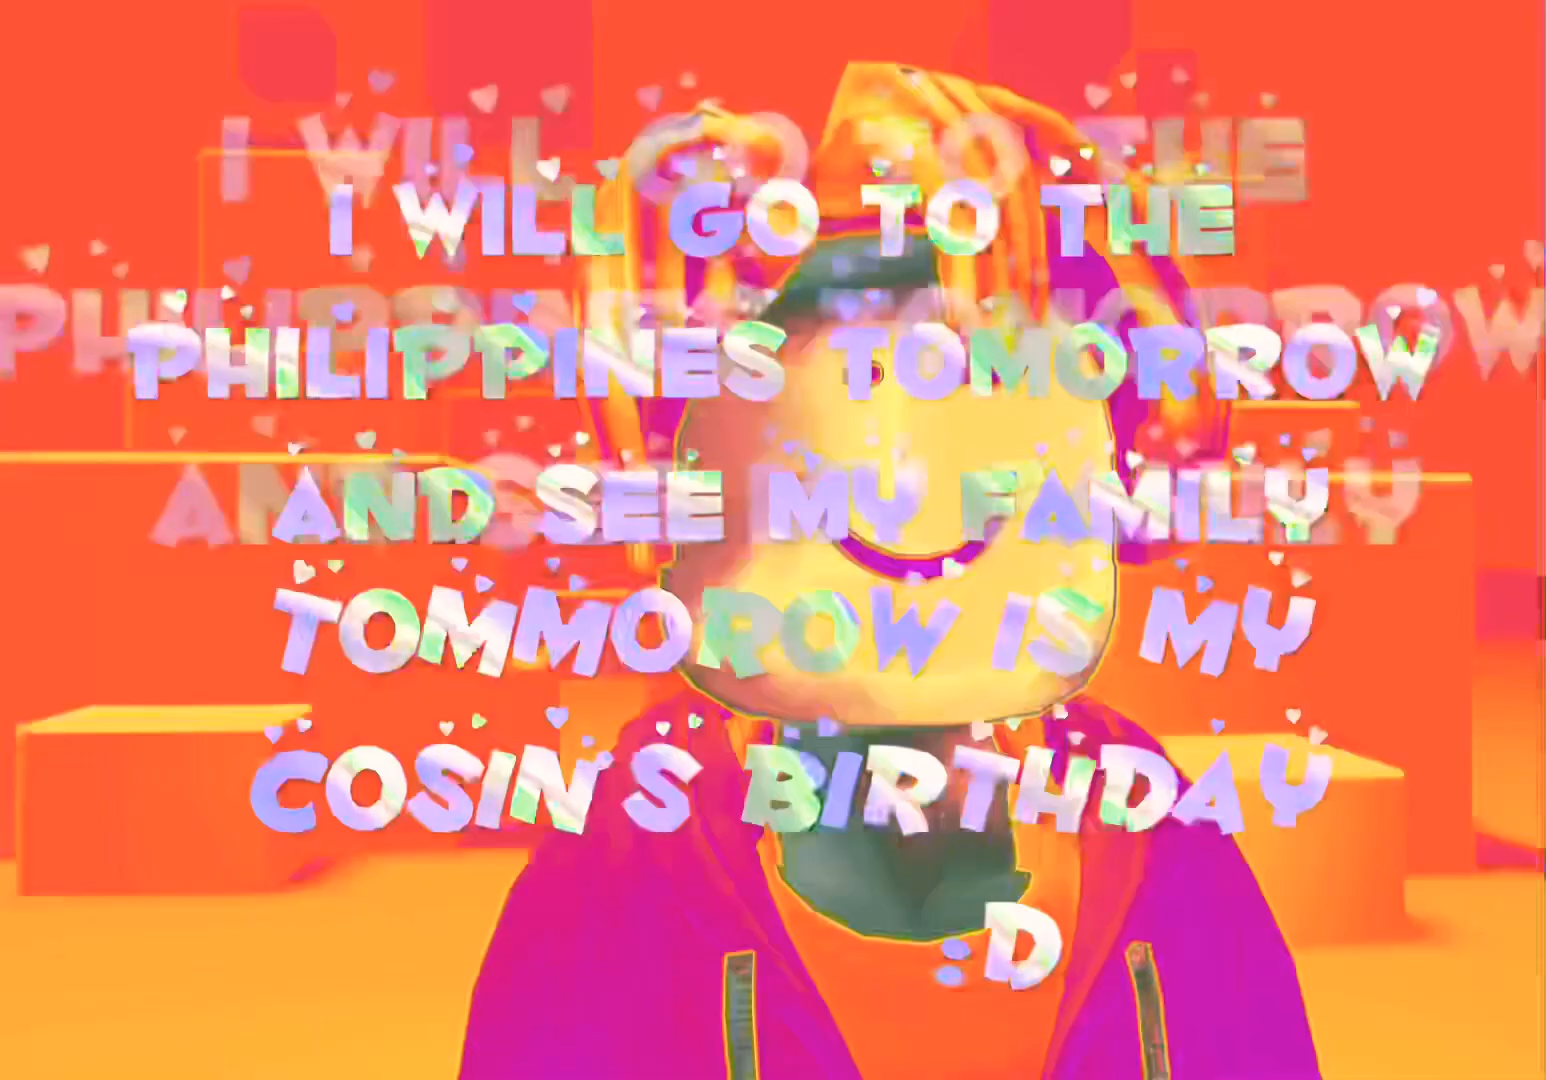 I WILL GO TO THE
PHILIPPINES TOMORROW
AND SEE MY FAMILY
TOMMOROW IS MY
COSIN'S BIRTHDAY
:D